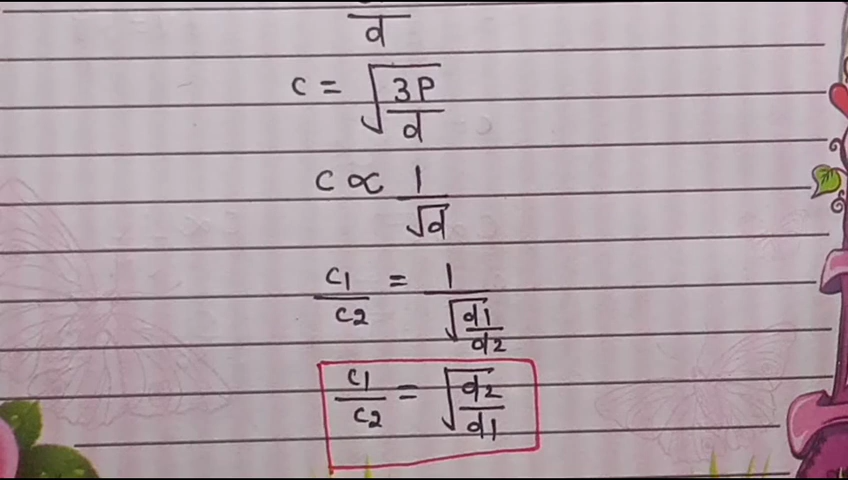 d
c = √(3P/d)
c ∝ 1/√d
c1/c2 = 1/√(d1/d2)
c1/c2 = √(d2/d1)